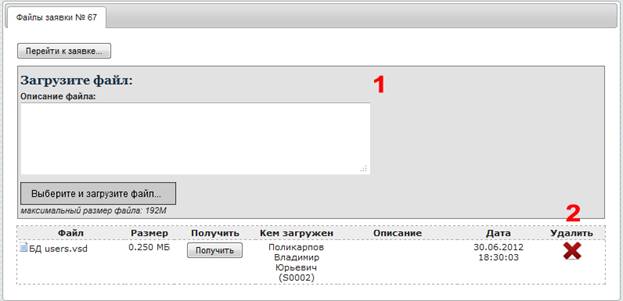 Файлы заявки № 67
Перейти к заявке...
Загрузите файл:
1
Описание файла:
Выберите и загрузите файл...
максимальный размер файла: 192M
2
Файл Размер Получить Кем загружен Описание Дата Удалить
БД users.vsd 0.250 МБ Получить Поликарпов 30.06.2012
Владимир 18:30:03
Юрьевич
(S0002)